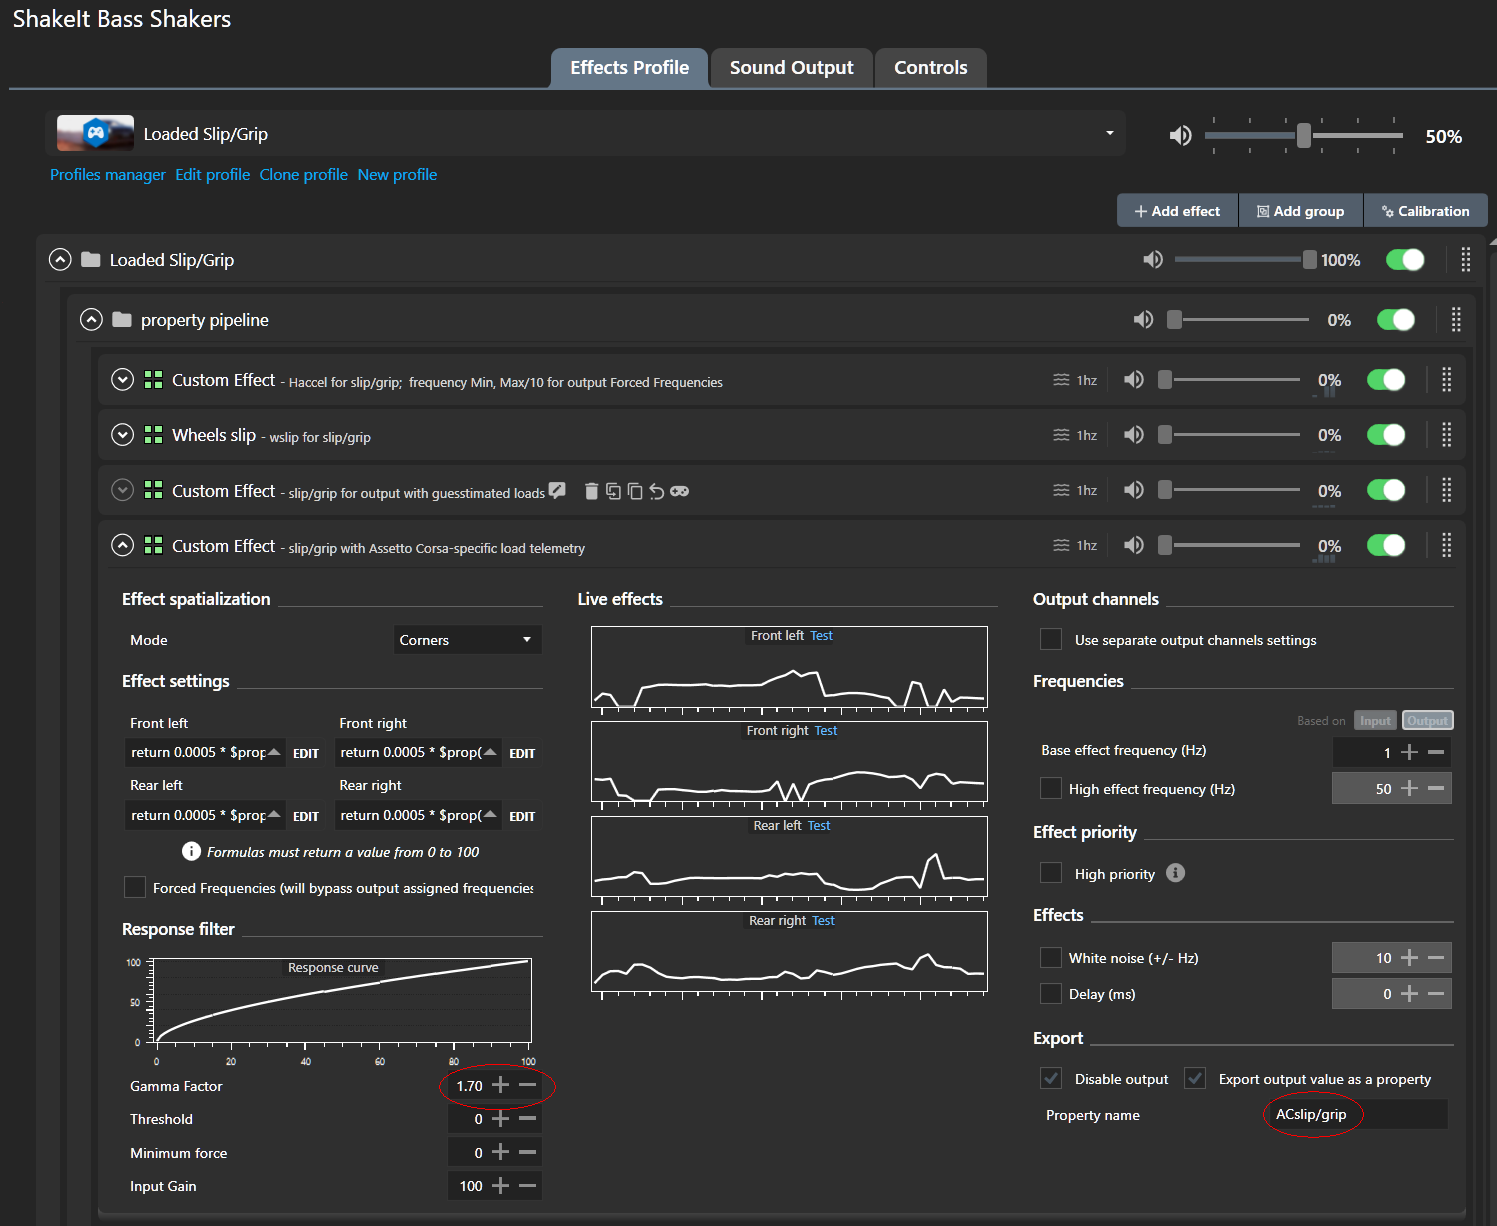 ShakeIt Bass Shakers
Effects Profile Sound Output Controls
Loaded Slip/Grip 50%
Profiles manager Edit profile Clone profile New profile
Add effect Add group Calibration
Loaded Slip/Grip 100%
property pipeline 0%
Custom Effect - Haccel for slip/grip; frequency Min, Max/10 for output Forced Frequencies 1hz 0%
Wheels slip - wslip for slip/grip 1hz 0%
Custom Effect - slip/grip for output with guesstimated loads 1hz 0%
Custom Effect - slip/grip with Assetto Corsa-specific load telemetry 1hz 0%
Effect spatialization
Mode Corners
Effect settings
Front left Front right
return 0.0005 * $prop EDIT return 0.0005 * $prop( EDIT
Rear left Rear right
return 0.0005 * $prop EDIT return 0.0005 * $prop( EDIT
Formulas must return a value from 0 to 100
Forced Frequencies (will bypass output assigned frequencies
Response filter
Response curve
100
50
0
0 20 40 60 80 100
Gamma Factor 1.70
Threshold 0
Minimum force 0
Input Gain 100
Live effects
Front left Test
Front right Test
Rear left Test
Rear right Test
Output channels
Use separate output channels settings
Frequencies
Based on Input Output
Base effect frequency (Hz) 1
High effect frequency (Hz) 50
Effect priority
High priority
Effects
White noise (+/- Hz) 10
Delay (ms) 0
Export
Disable output Export output value as a property
Property name ACslip/grip